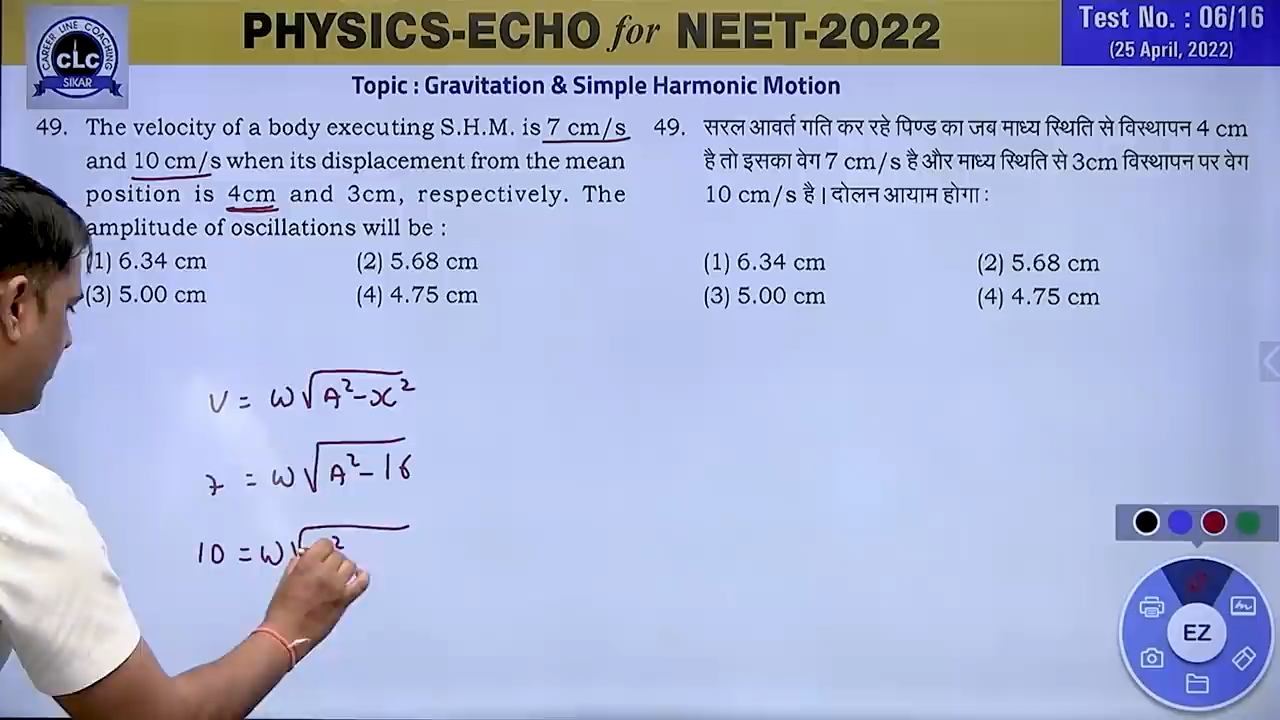 CAREER LINE COACHING
CLC
SIKAR
PHYSICS-ECHO for NEET-2022
Test No. : 06/16
(25 April, 2022)
Topic : Gravitation & Simple Harmonic Motion
49. The velocity of a body executing S.H.M. is 7 cm/s
and 10 cm/s when its displacement from the mean
position is 4cm and 3cm, respectively. The
amplitude of oscillations will be :
(1) 6.34 cm (2) 5.68 cm
(3) 5.00 cm (4) 4.75 cm
49. सरल आवर्त गति कर रहे पिण्ड का जब माध्य स्थिति से विस्थापन 4 cm
है तो इसका वेग 7 cm/s है और माध्य स्थिति से 3cm विस्थापन पर वेग
10 cm/s है। दोलन आयाम होगा :
(1) 6.34 cm (2) 5.68 cm
(3) 5.00 cm (4) 4.75 cm
V = ω√A²-x²
7 = ω√A²-16
10 = ω√ ²
EZ